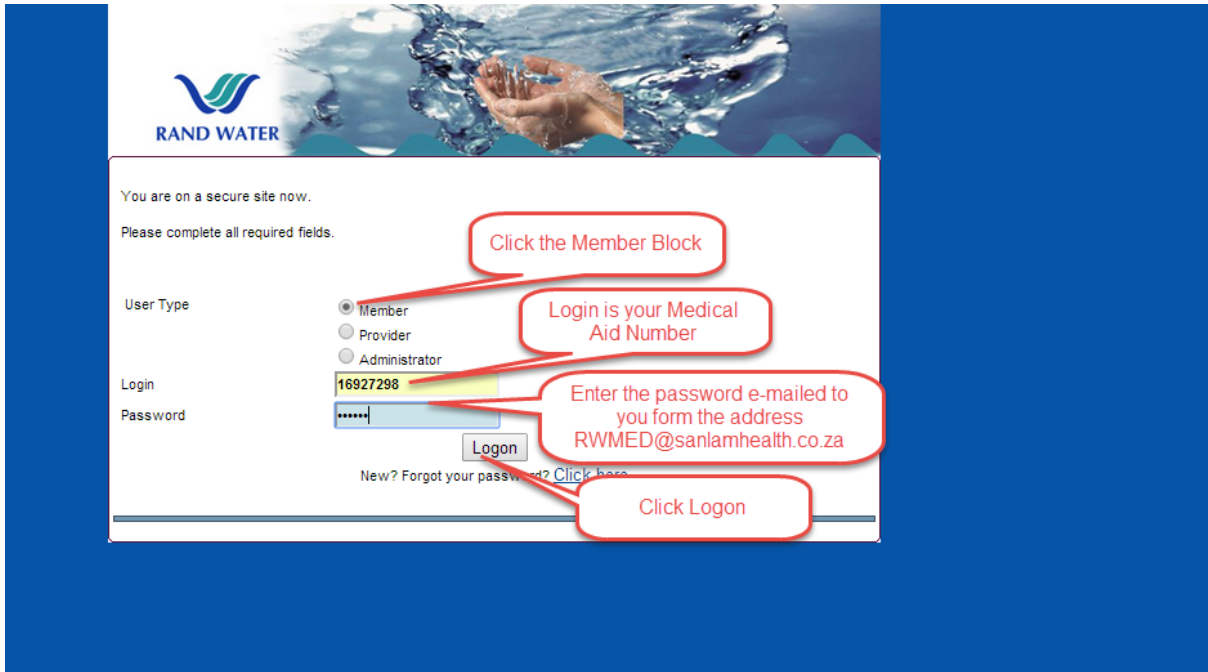 RAND WATER
You are on a secure site now.
Please complete all required fields.
Click the Member Block
User Type
Member
Login is your Medical
Aid Number
Provider
Administrator
Login
16927298
Enter the password e-mailed to
you form the address
RWMED@sanlamhealth.co.za
Password
••••••
Logon
New? Forgot your password? Click here
Click Logon